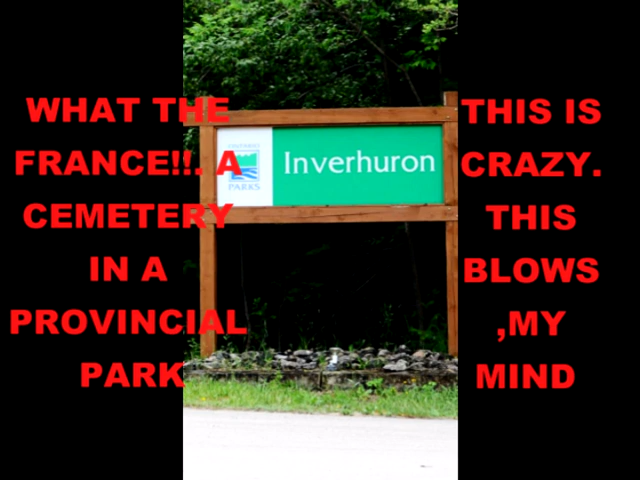 WHAT THE
FRANCE!!. A
CEMETERY
IN A
PROVINCIAL
PARK
ONTARIO
PARKS
Inverhuron
THIS IS
CRAZY.
THIS
BLOWS
,MY
MIND